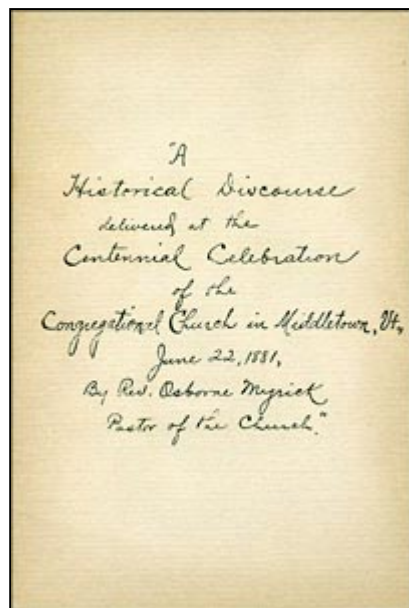 "A
Historical Discourse
delivered at the
Centennial Celebration
of the
Congregational Church in Middletown, Vt.,
June 22, 1881,
By Rev. Osborne Myrick
Pastor of the Church."